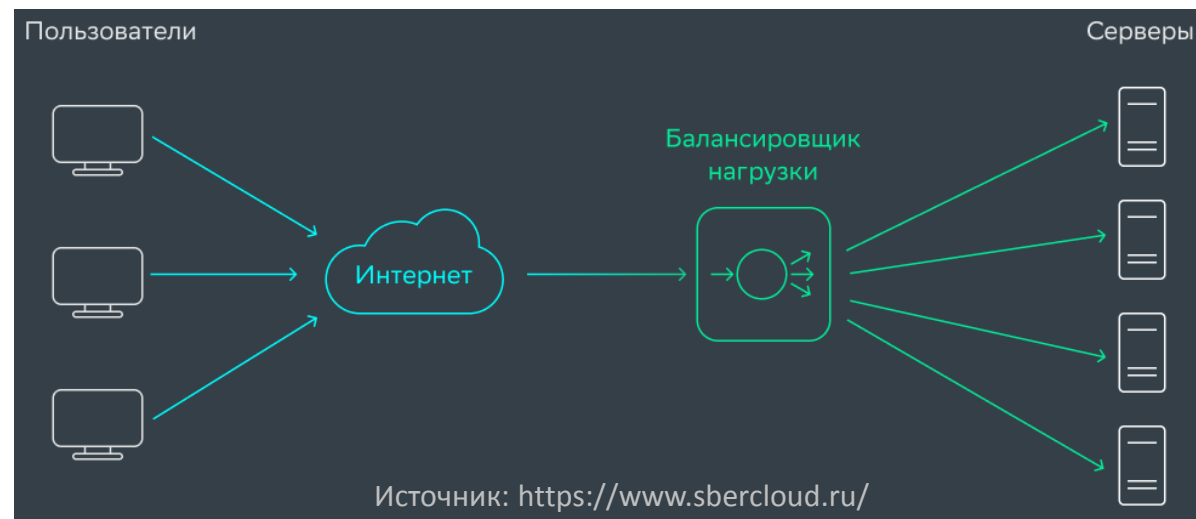 Пользователи
Серверы
Балансировщик
нагрузки
Интернет
Источник: https://www.sbercloud.ru/